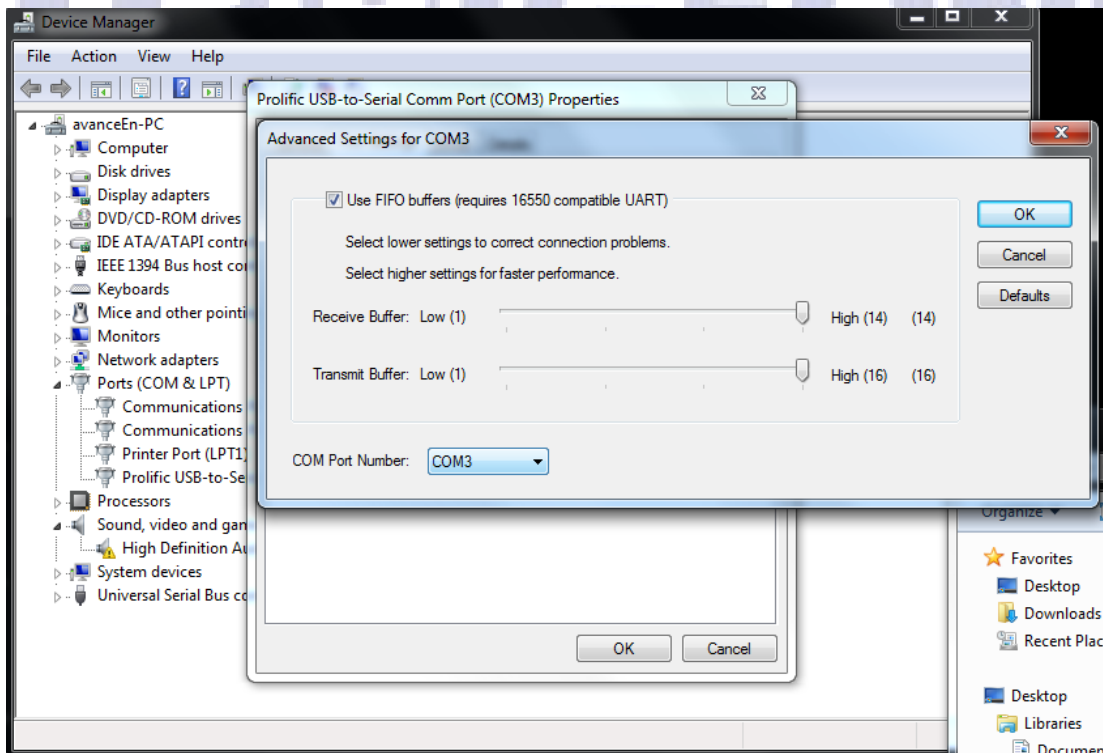 Device Manager
File Action View Help
avanceEn-PC
Computer
Disk drives
Display adapters
DVD/CD-ROM drives
IDE ATA/ATAPI contr
IEEE 1394 Bus host co
Keyboards
Mice and other pointi
Monitors
Network adapters
Ports (COM & LPT)
Communications
Communications
Printer Port (LPT1)
Prolific USB-to-Se
Processors
Sound, video and gan
High Definition Au
System devices
Universal Serial Bus co
Prolific USB-to-Serial Comm Port (COM3) Properties
Advanced Settings for COM3
Use FIFO buffers (requires 16550 compatible UART)
Select lower settings to correct connection problems.
Select higher settings for faster performance.
Receive Buffer: Low (1) High (14) (14)
Transmit Buffer: Low (1) High (16) (16)
COM Port Number: COM3
OK
Cancel
Defaults
OK Cancel
Organize
Favorites
Desktop
Downloads
Recent Plac
Desktop
Libraries
Documen